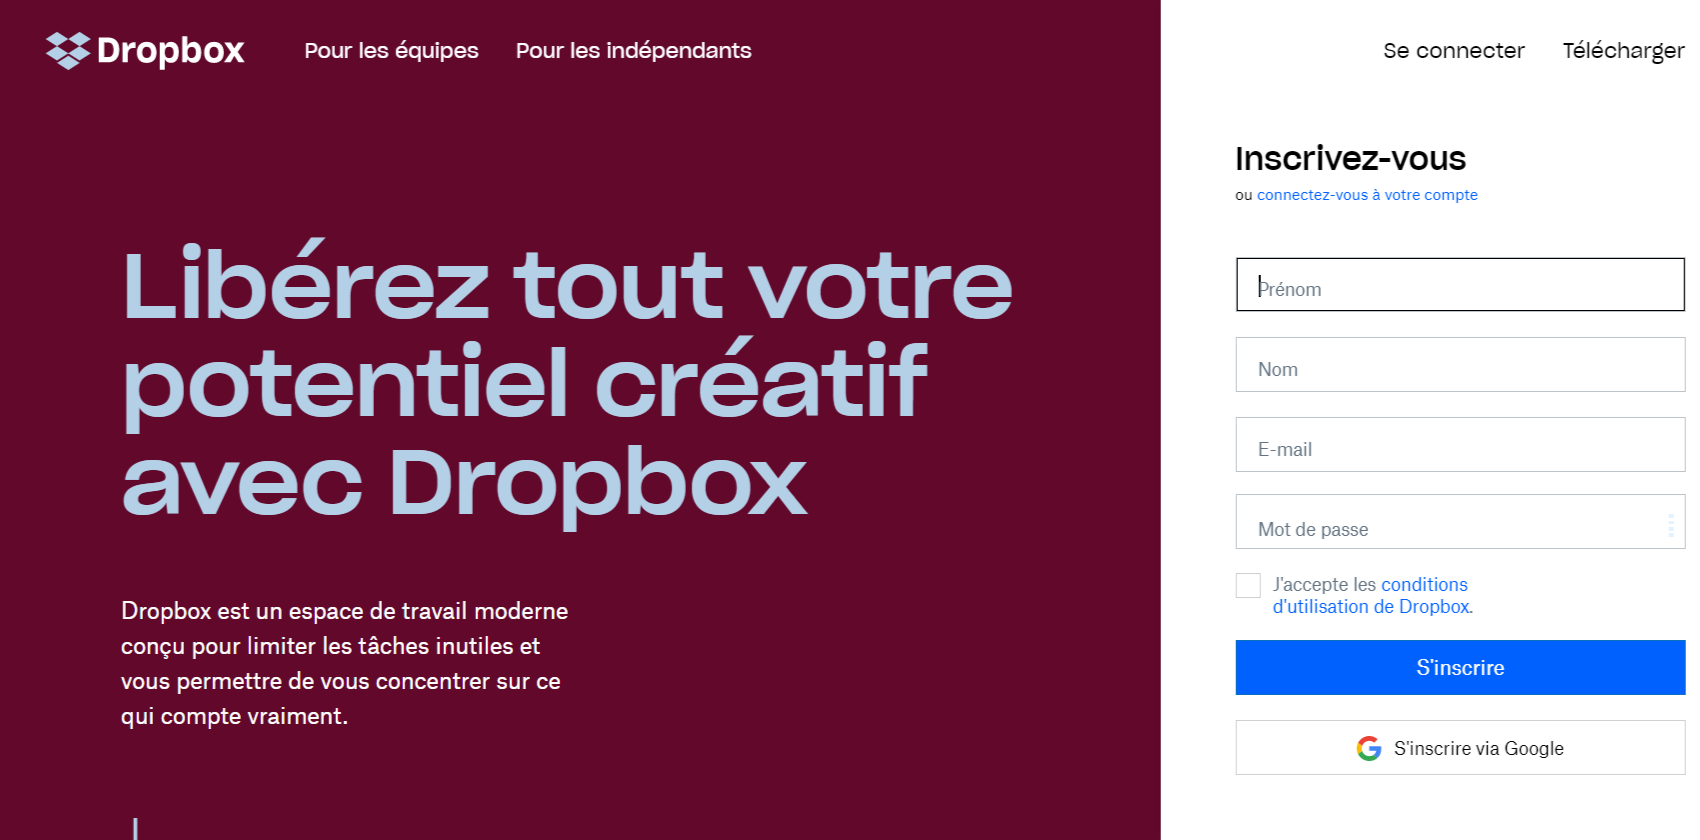 Dropbox
Pour les équipes
Pour les indépendants
Se connecter
Télécharger
Libérez tout votre
potentiel créatif
avec Dropbox
Dropbox est un espace de travail moderne
conçu pour limiter les tâches inutiles et
vous permettre de vous concentrer sur ce
qui compte vraiment.
Inscrivez-vous
ou connectez-vous à votre compte
Prénom
Nom
E-mail
Mot de passe
J'accepte les conditions
d'utilisation de Dropbox.
S'inscrire
S'inscrire via Google